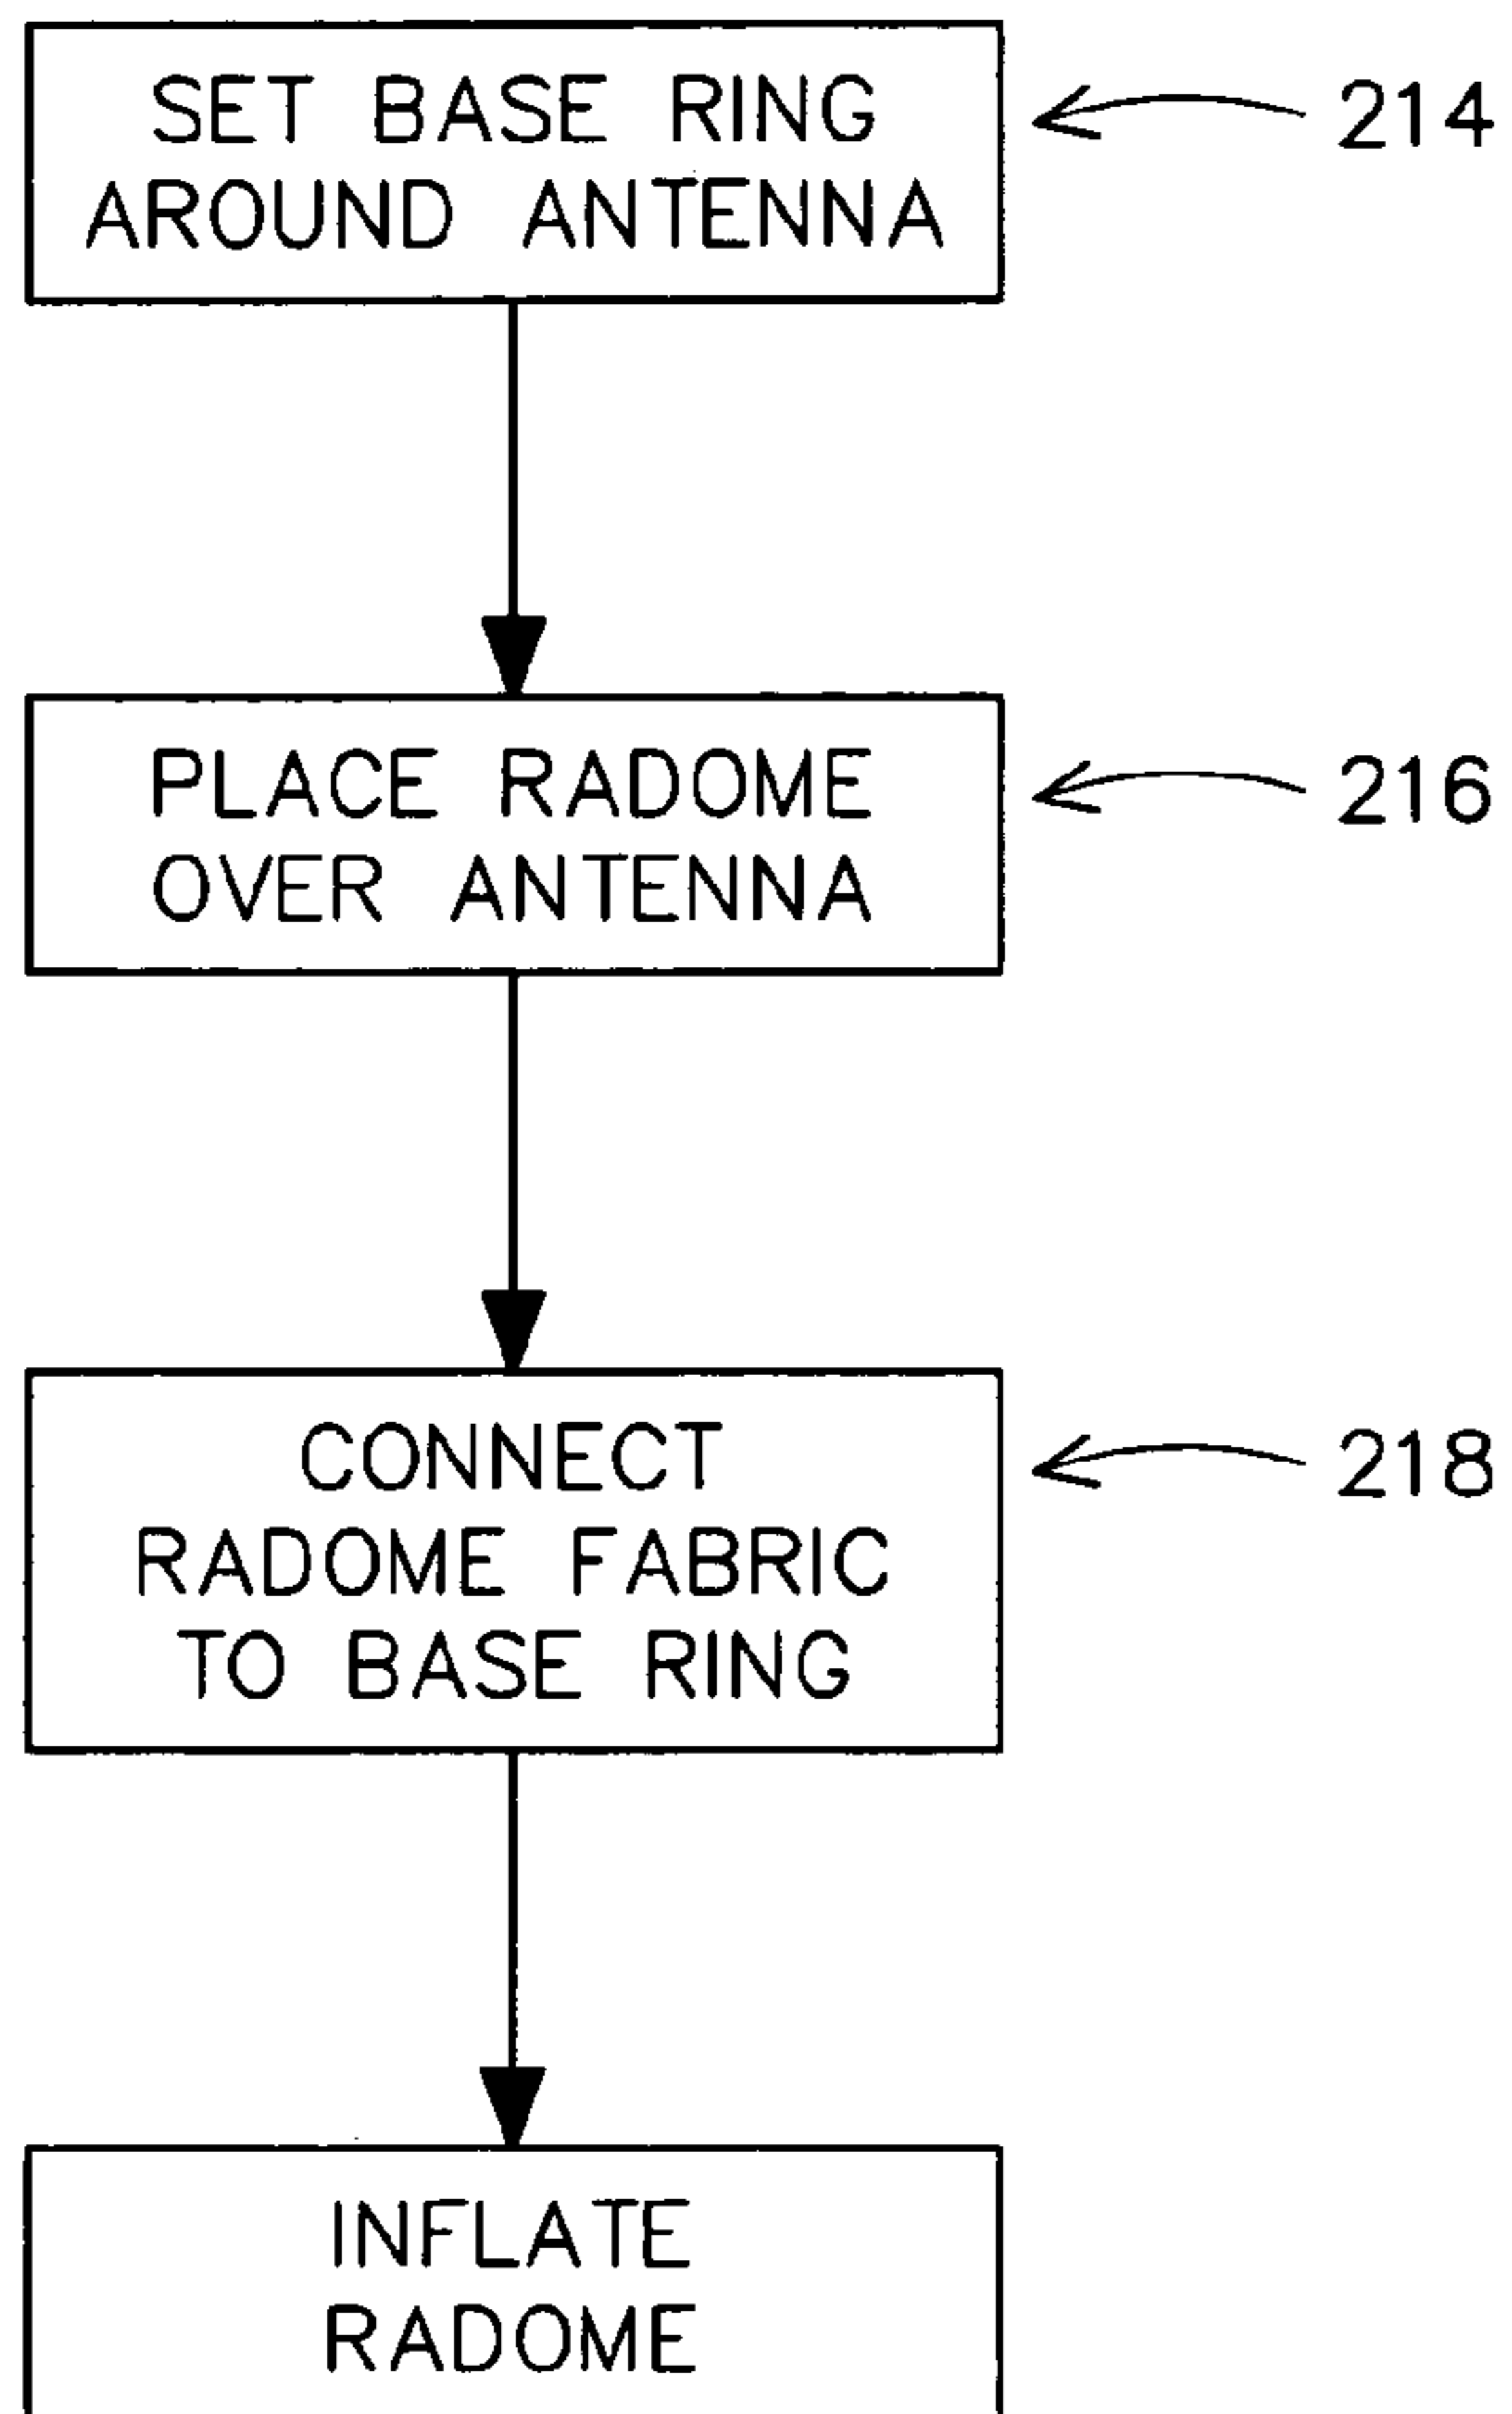 SET BASE RING
AROUND ANTENNA
214
PLACE RADOME
OVER ANTENNA
216
CONNECT
RADOME FABRIC
TO BASE RING
218
INFLATE
RADOME